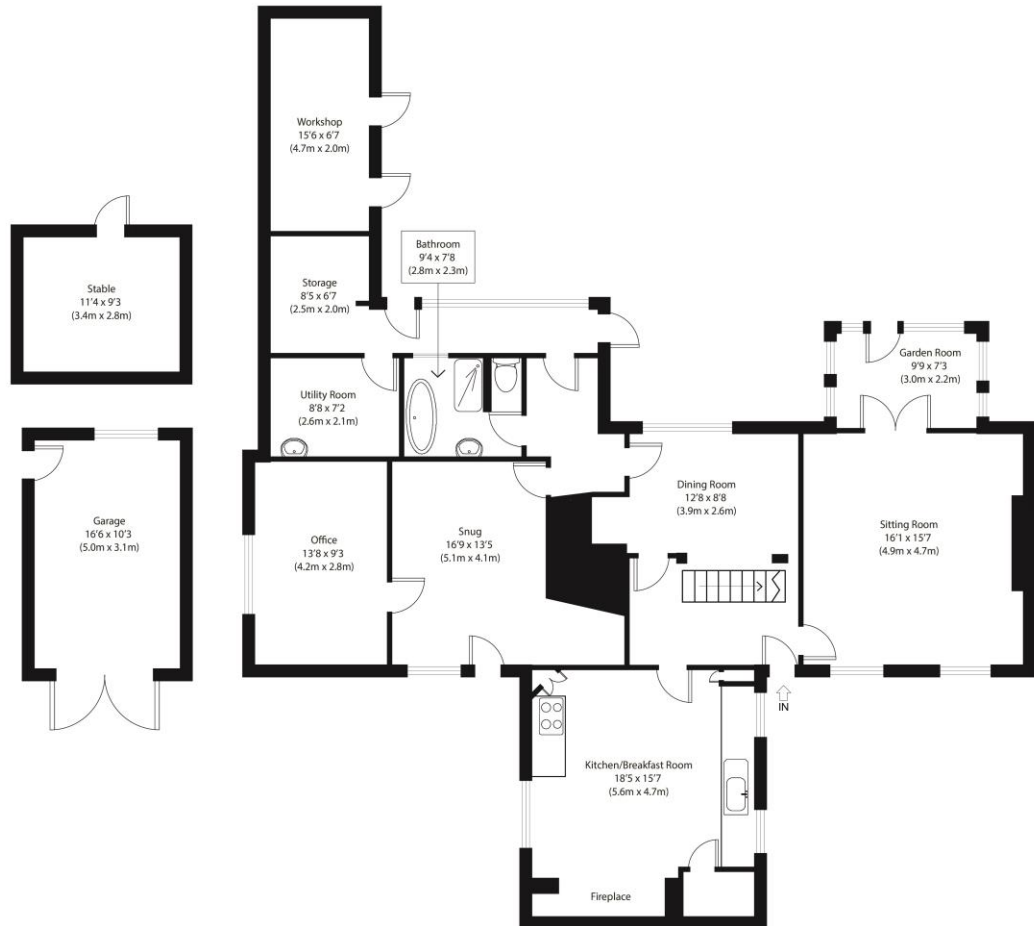 Workshop
15'6 x 6'7
(4.7m x 2.0m)
Bathroom
9'4 x 7'8
(2.8m x 2.3m)
Storage
8'5 x 6'7
(2.5m x 2.0m)
Stable
11'4 x 9'3
(3.4m x 2.8m)
Garden Room
9'9 x 7'3
(3.0m x 2.2m)
Utility Room
8'8 x 7'2
(2.6m x 2.1m)
Dining Room
12'8 x 8'8
(3.9m x 2.6m)
Garage
16'6 x 10'3
(5.0m x 3.1m)
Office
13'8 x 9'3
(4.2m x 2.8m)
Snug
16'9 x 13'5
(5.1m x 4.1m)
Sitting Room
16'1 x 15'7
(4.9m x 4.7m)
IN
Kitchen/Breakfast Room
18'5 x 15'7
(5.6m x 4.7m)
Fireplace